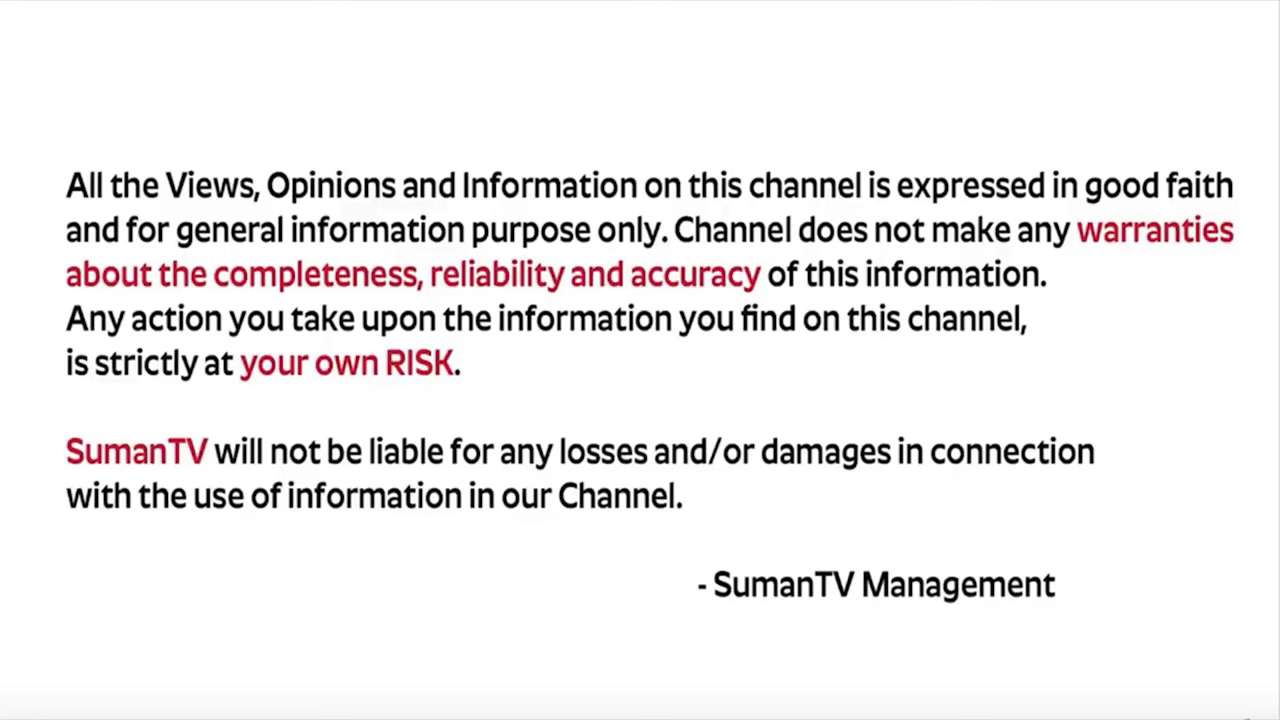 All the Views, Opinions and Information on this channel is expressed in good faith
and for general information purpose only. Channel does not make any warranties
about the completeness, reliability and accuracy of this information.
Any action you take upon the information you find on this channel,
is strictly at your own RISK.
SumanTV will not be liable for any losses and/or damages in connection
with the use of information in our Channel.
- SumanTV Management